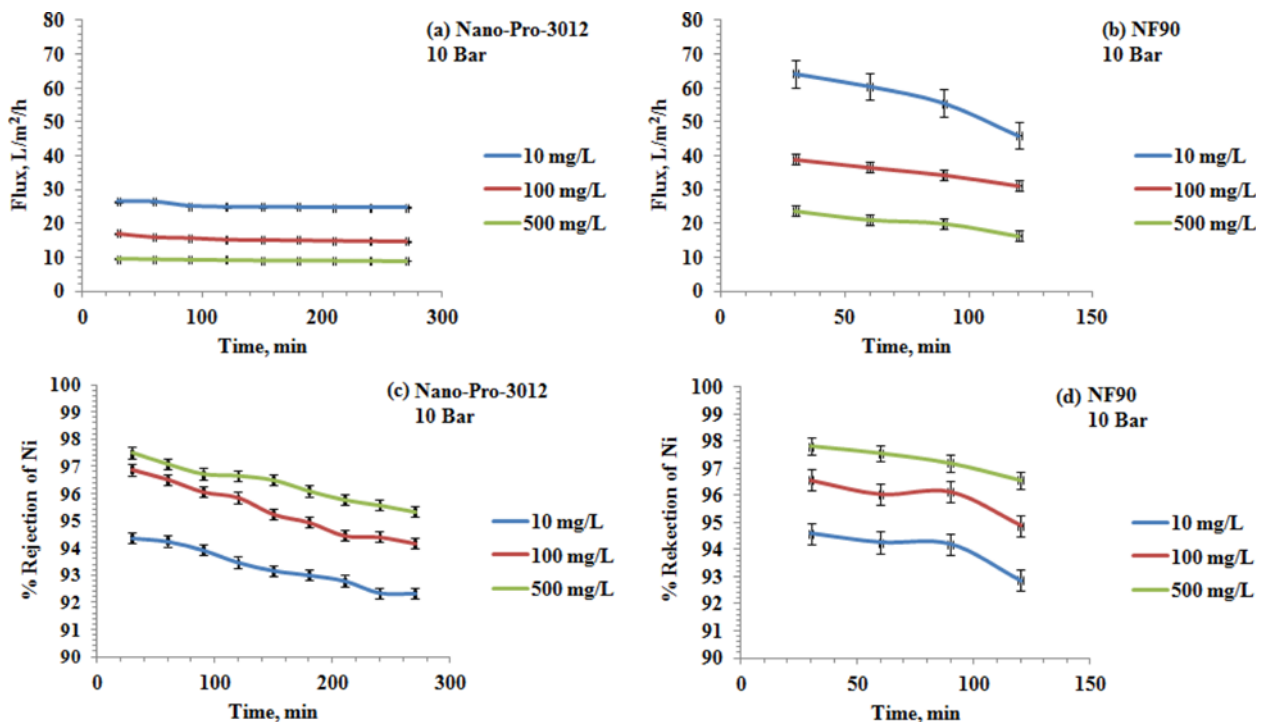 (a) Nano-Pro-3012
10 Bar
80
70
60
50
40
30
20
10
0
Flux, L/m²/h
0
100
200
300
Time, min
10 mg/L
100 mg/L
500 mg/L
(b) NF90
10 Bar
80
70
60
50
40
30
20
10
0
Flux, L/m²/h
0
50
100
150
Time, min
10 mg/L
100 mg/L
500 mg/L
(c) Nano-Pro-3012
10 Bar
100
99
98
97
96
95
94
93
92
91
90
% Rejection of Ni
0
100
200
300
Time, min
10 mg/L
100 mg/L
500 mg/L
(d) NF90
10 Bar
100
99
98
97
96
95
94
93
92
91
90
% Rekection of Ni
0
50
100
150
Time, min
10 mg/L
100 mg/L
500 mg/L